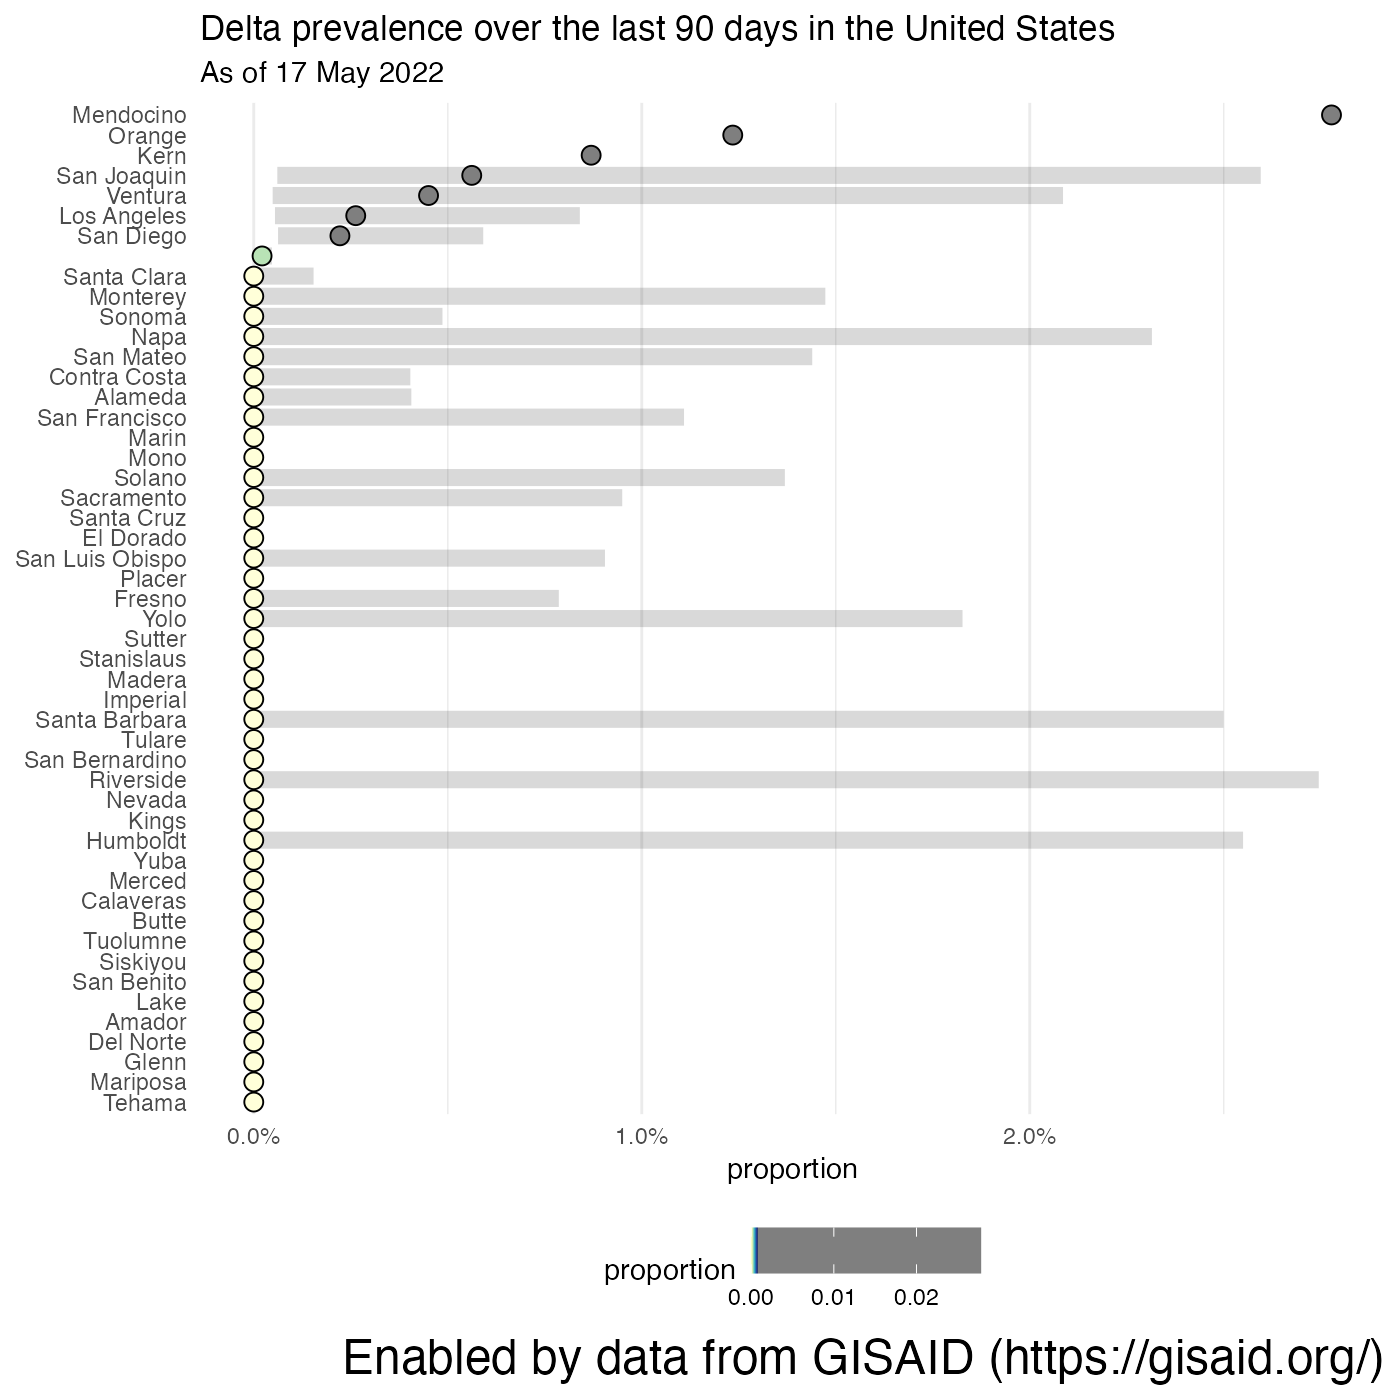 Delta prevalence over the last 90 days in the United States
As of 17 May 2022
Mendocino
Orange
Kern
San Joaquin
Ventura
Los Angeles
San Diego
Santa Clara
Monterey
Sonoma
Napa
San Mateo
Contra Costa
Alameda
San Francisco
Marin
Mono
Solano
Sacramento
Santa Cruz
El Dorado
San Luis Obispo
Placer
Fresno
Yolo
Sutter
Stanislaus
Madera
Imperial
Santa Barbara
Tulare
San Bernardino
Riverside
Nevada
Kings
Humboldt
Yuba
Merced
Calaveras
Butte
Tuolumne
Siskiyou
San Benito
Lake
Amador
Del Norte
Glenn
Mariposa
Tehama
0.0% 1.0% 2.0%
proportion
proportion
0.00 0.01 0.02
Enabled by data from GISAID (https://gisaid.org/)